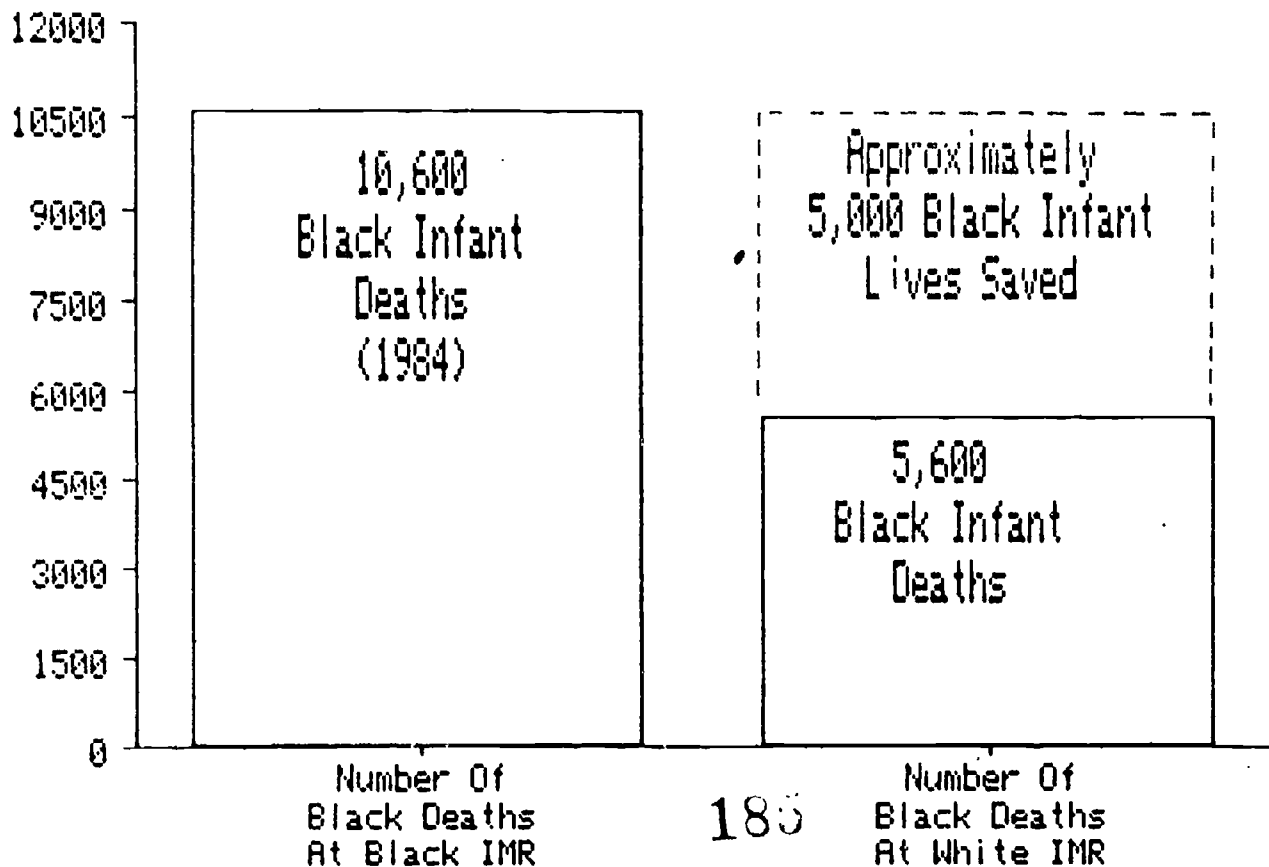 12000
10500
9000
7500
6000
4500
3000
1500
0
10,600
Black Infant
Deaths
(1984)
Approximately
5,000 Black Infant
Lives Saved
5,600
Black Infant
Deaths
Number Of
Black Deaths
At Black IMR
Number Of
Black Deaths
At White IMR